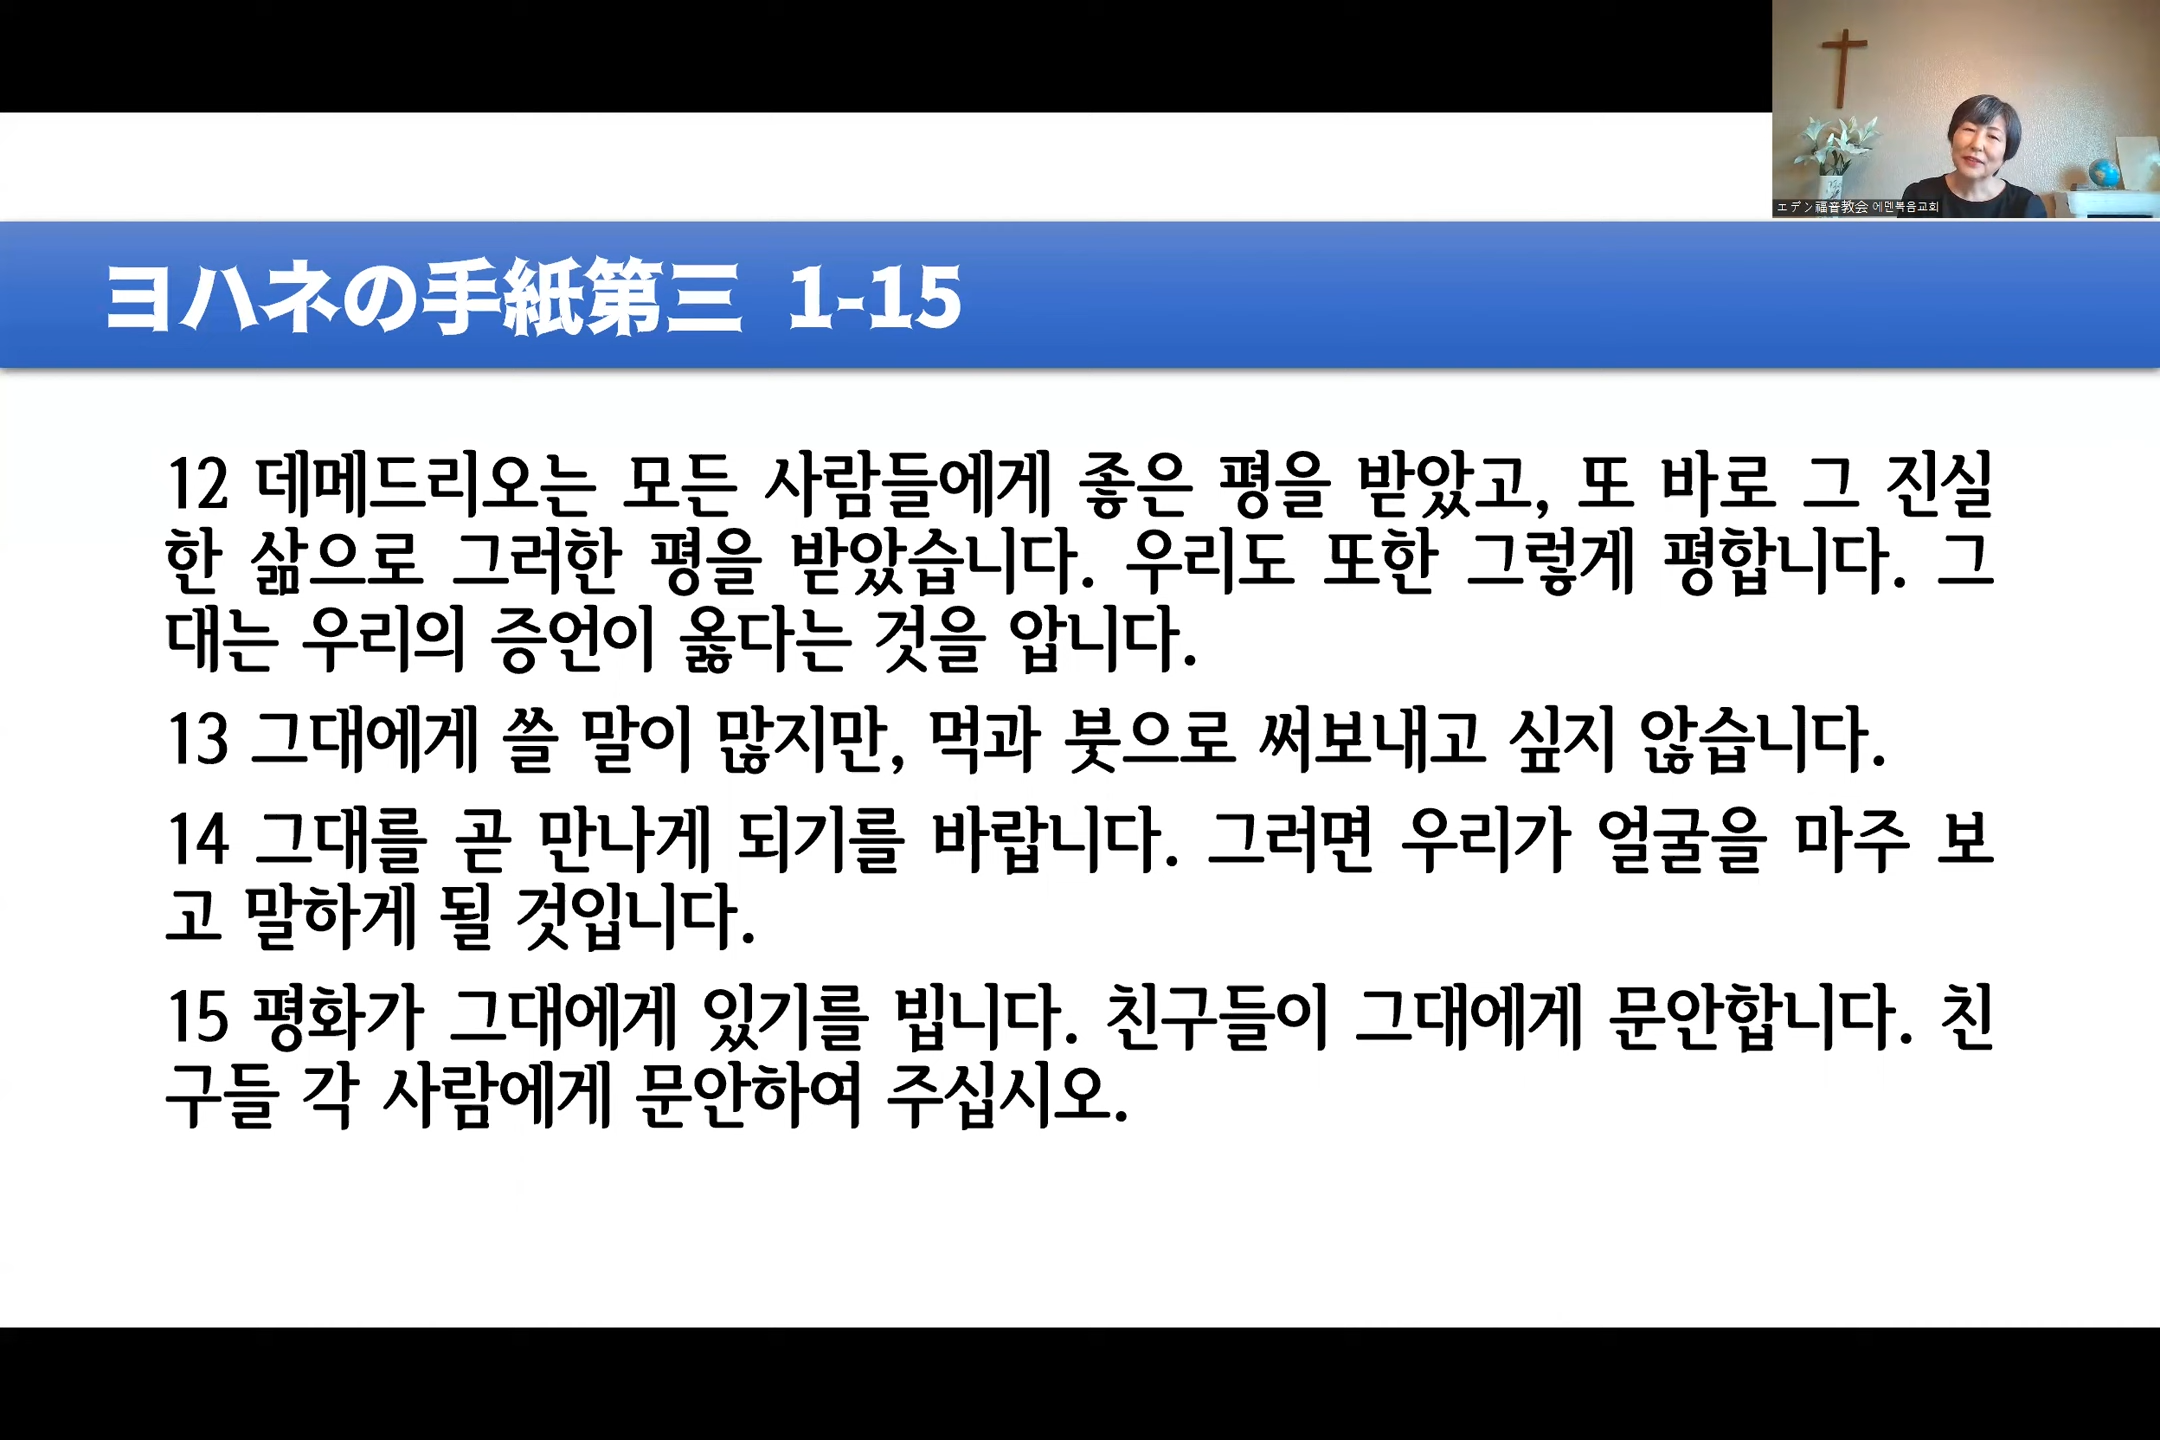 エデン福音教会 에덴복음교회
ヨハネの手紙第三 1-15
12 데메드리오는 모든 사람들에게 좋은 평을 받았고, 또 바로 그 진실
한 삶으로 그러한 평을 받았습니다. 우리도 또한 그렇게 평합니다. 그
대는 우리의 증언이 옳다는 것을 압니다.
13 그대에게 쓸 말이 많지만, 먹과 붓으로 써보내고 싶지 않습니다.
14 그대를 곧 만나게 되기를 바랍니다. 그러면 우리가 얼굴을 마주 보
고 말하게 될 것입니다.
15 평화가 그대에게 있기를 빕니다. 친구들이 그대에게 문안합니다. 친
구들 각 사람에게 문안하여 주십시오.